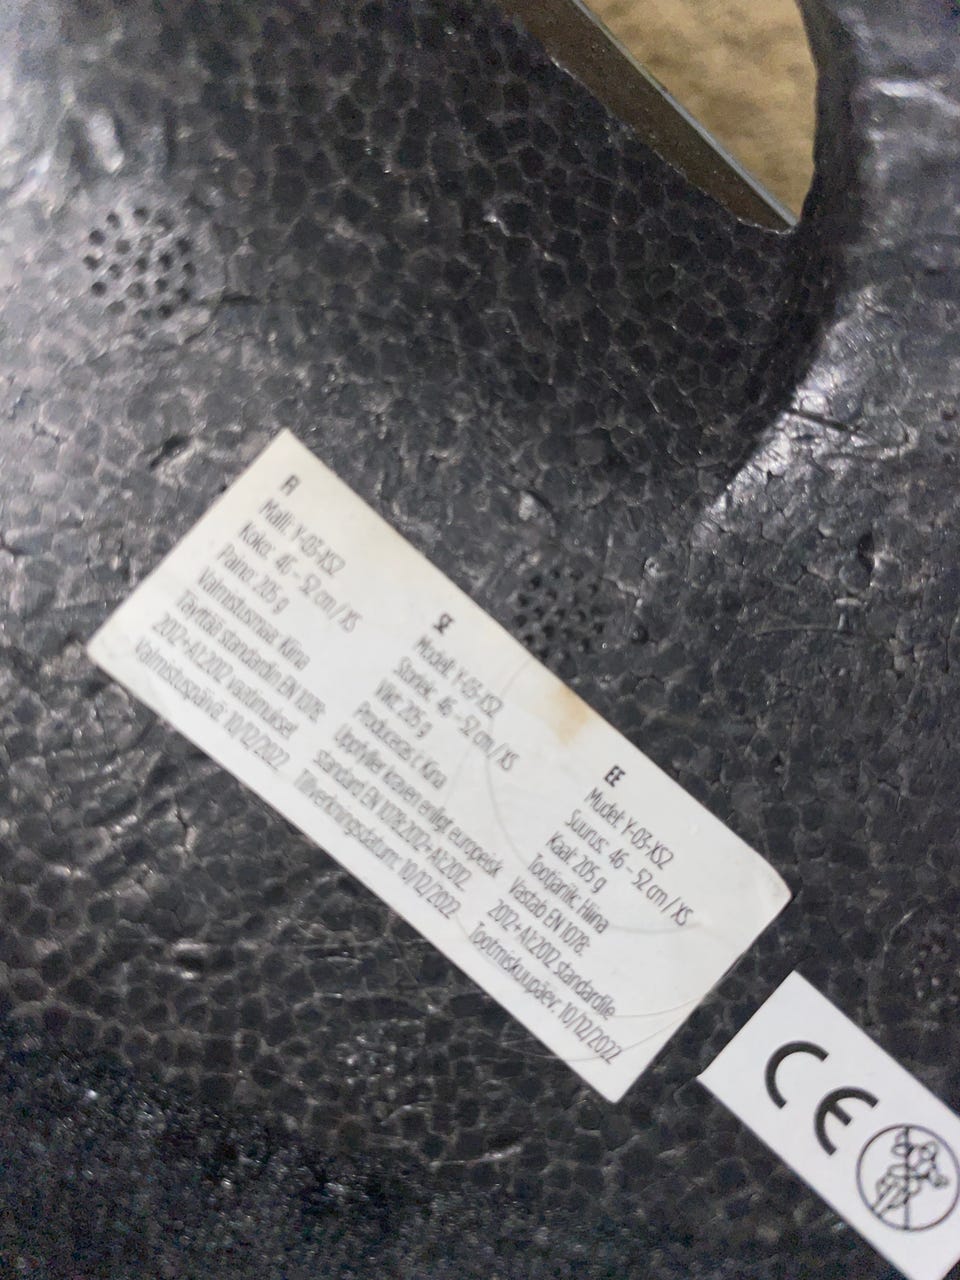 FI
Malli: Y-03-XS2
Koko: 46 - 52 cm / XS
Paino: 205 g
Valmistusmaa: Kiina
Täyttää standardin EN 1078:
2012+A1:2012 vaatimukset
Valmistuspäivä: 10/12/2022
SE
Modell: Y-03-XS2
Storlek: 46 - 52 cm / XS
Vikt: 205 g
Produceras i: Kina
Uppfyller kraven enligt europeisk
standard EN 1078:2012+A1:2012
Tillverkningsdatum: 10/12/2022
EE
Mudel: Y-03-XS2
Suurus: 46 - 52 cm / XS
Kaal: 205 g
Tootjariik: Hiina
Vastab EN 1078:
2012+A1:2012 standardile
Tootmiskuupäev: 10/12/2022
CE